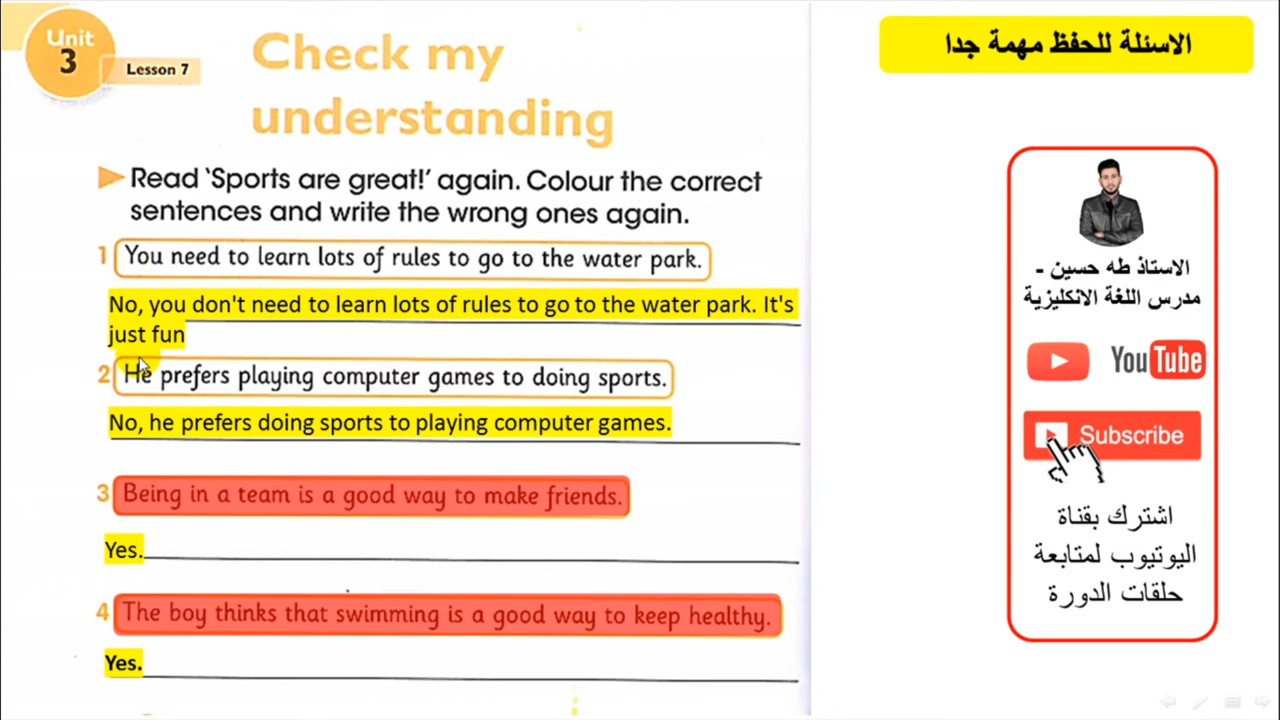 Unit
3
Lesson 7
Check my
understanding
Read ‘Sports are great!’ again. Colour the correct
sentences and write the wrong ones again.
1 You need to learn lots of rules to go to the water park.
No, you don't need to learn lots of rules to go to the water park. It's
just fun
2 He prefers playing computer games to doing sports.
No, he prefers doing sports to playing computer games.
3 Being in a team is a good way to make friends.
Yes.
4 The boy thinks that swimming is a good way to keep healthy.
Yes.
الاسئلة للحفظ مهمة جدا
الاستاذ طه حسين -
مدرس اللغة الانكليزية
YouTube
Subscribe
اشترك بقناة
اليوتيوب لمتابعة
حلقات الدورة